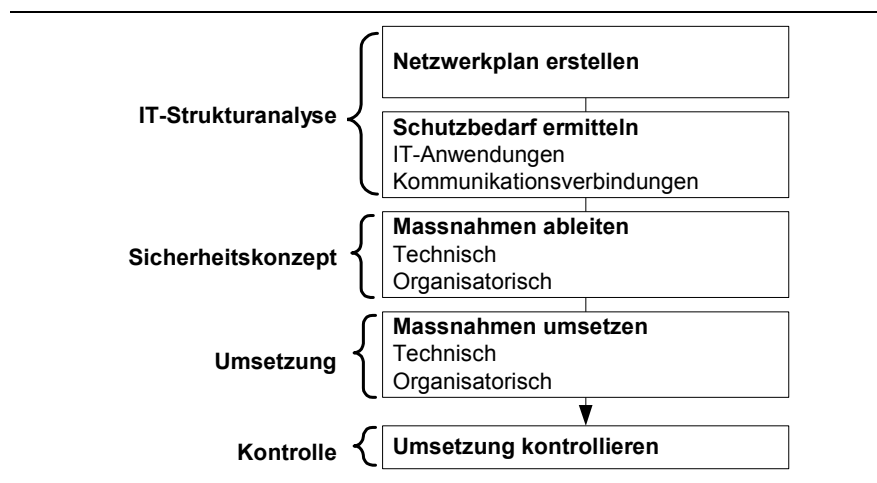 Netzwerkplan erstellen
IT-Strukturanalyse
Schutzbedarf ermitteln
IT-Anwendungen
Kommunikationsverbindungen
Sicherheitskonzept
Massnahmen ableiten
Technisch
Organisatorisch
Umsetzung
Massnahmen umsetzen
Technisch
Organisatorisch
Kontrolle
Umsetzung kontrollieren